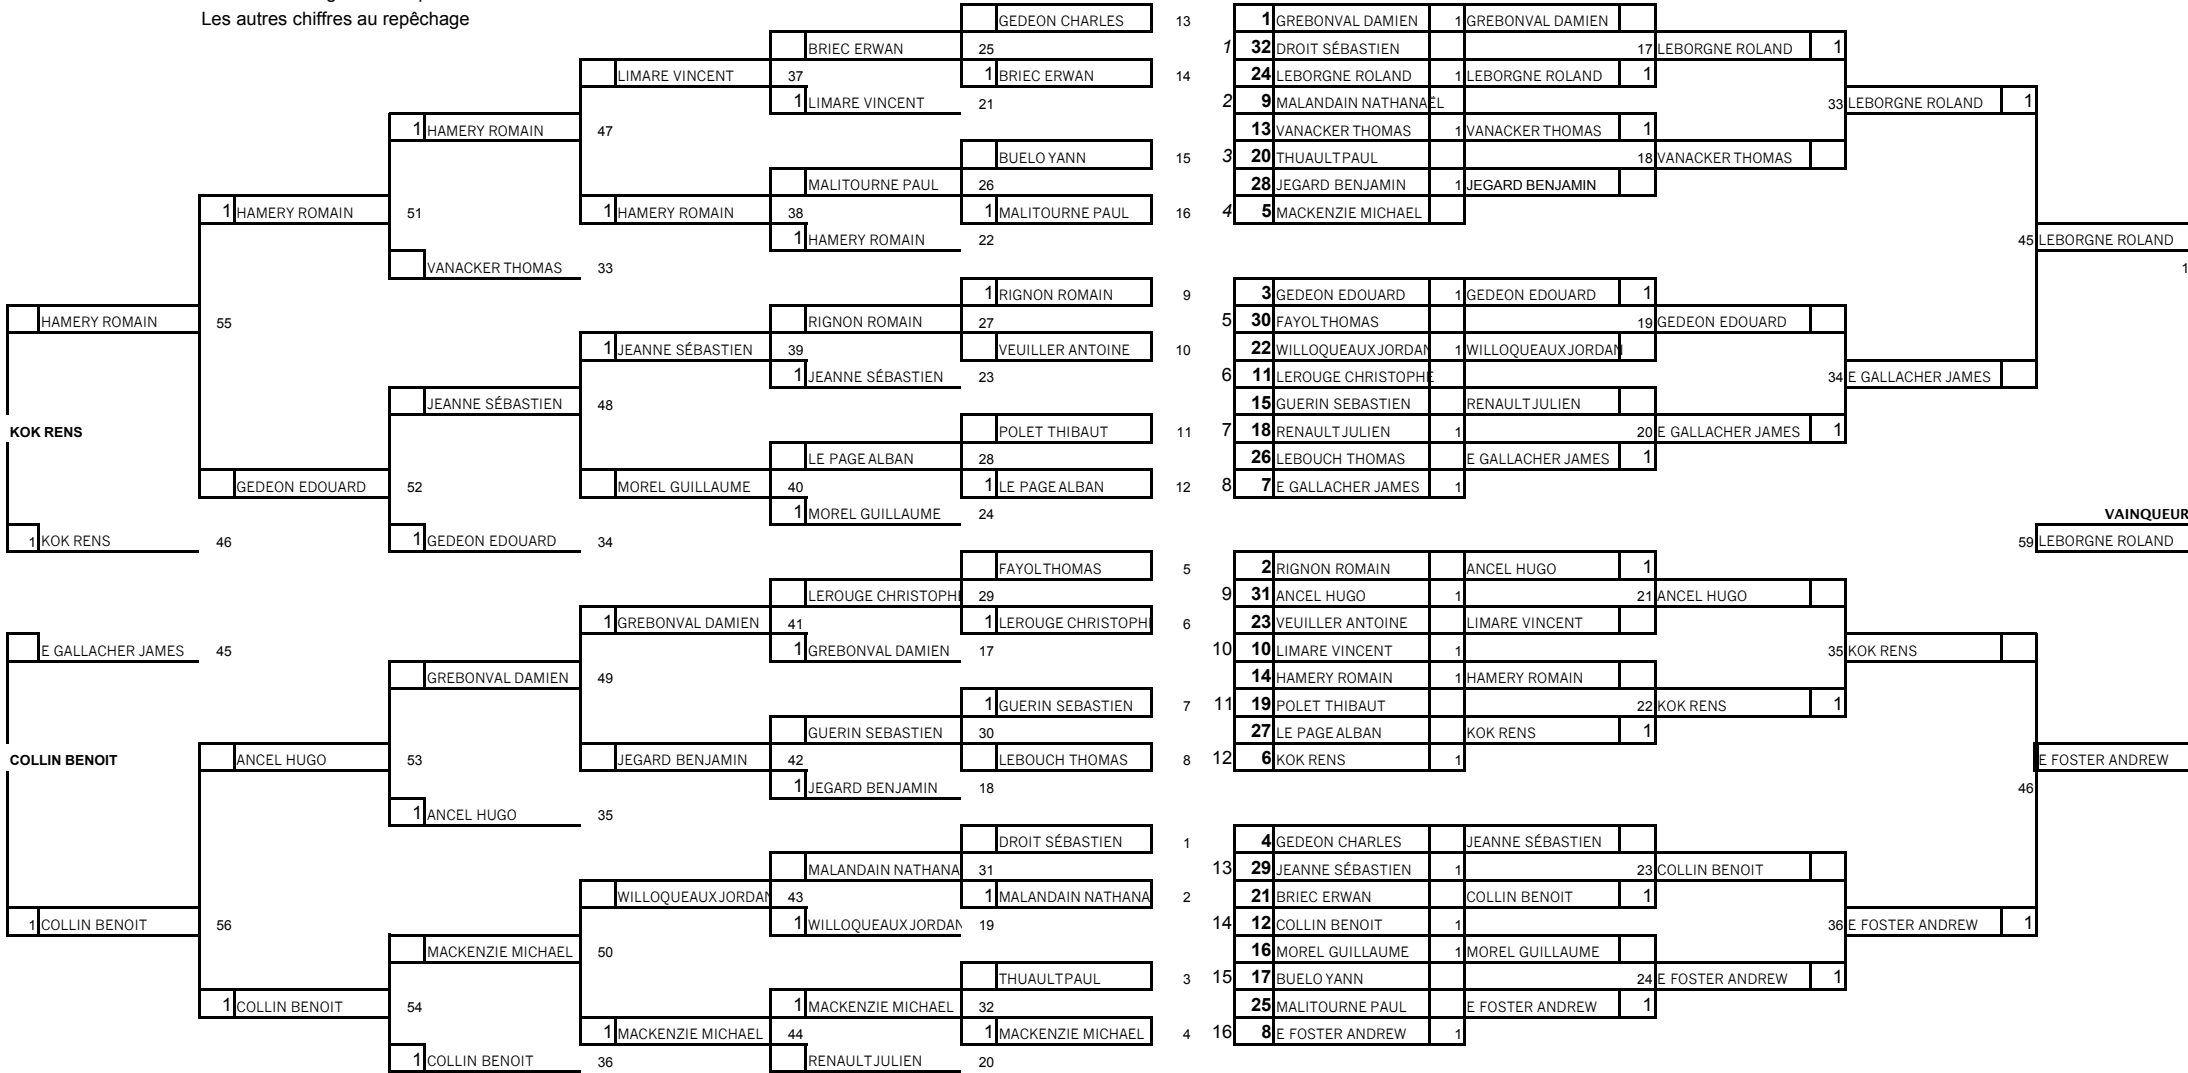 Les autres chiffres au repêchage
GEDEON CHARLES 13 1 GREBONVAL DAMIEN 1 GREBONVAL DAMIEN
BRIEC ERWAN 25 1 32 DROIT SÉBASTIEN 17 LEBORGNE ROLAND 1
LIMARE VINCENT 37 1 BRIEC ERWAN 14 24 LEBORGNE ROLAND 1 LEBORGNE ROLAND 1
1 LIMARE VINCENT 21 2 9 MALANDAIN NATHANAËL 33 LEBORGNE ROLAND 1
1 HAMERY ROMAIN 47 13 VANACKER THOMAS 1 VANACKER THOMAS 1
BUELO YANN 15 3 20 THUAULT PAUL 18 VANACKER THOMAS
MALITOURNE PAUL 26 28 JEGARD BENJAMIN 1 JEGARD BENJAMIN
1 HAMERY ROMAIN 51 1 HAMERY ROMAIN 38 1 MALITOURNE PAUL 16 4 5 MACKENZIE MICHAEL
1 HAMERY ROMAIN 22 45 LEBORGNE ROLAND
VANACKER THOMAS 33 1
1 RIGNON ROMAIN 9 3 GEDEON EDOUARD 1 GEDEON EDOUARD 1
HAMERY ROMAIN 55 RIGNON ROMAIN 27 5 30 FAYOL THOMAS 19 GEDEON EDOUARD
1 JEANNE SÉBASTIEN 39 VEUILLER ANTOINE 10 22 WILLOQUEAUX JORDAN 1 WILLOQUEAUX JORDAN
1 JEANNE SÉBASTIEN 23 6 11 LEROUGE CHRISTOPHE 34 E GALLACHER JAMES
JEANNE SÉBASTIEN 48 15 GUERIN SEBASTIEN RENAULT JULIEN
KOK RENS POLET THIBAUT 11 7 18 RENAULT JULIEN 1 20 E GALLACHER JAMES 1
LE PAGE ALBAN 28 26 LEBOUCH THOMAS E GALLACHER JAMES 1
GEDEON EDOUARD 52 MOREL GUILLAUME 40 1 LE PAGE ALBAN 12 8 7 E GALLACHER JAMES 1
1 MOREL GUILLAUME 24 VAINQUEUR
1 KOK RENS 46 1 GEDEON EDOUARD 34 59 LEBORGNE ROLAND
FAYOL THOMAS 5 2 RIGNON ROMAIN ANCEL HUGO 1
LEROUGE CHRISTOPH 29 9 31 ANCEL HUGO 1 21 ANCEL HUGO
1 GREBONVAL DAMIEN 41 1 LEROUGE CHRISTOPH 6 23 VEUILLER ANTOINE LIMARE VINCENT
E GALLACHER JAMES 45 1 GREBONVAL DAMIEN 17 10 10 LIMARE VINCENT 1 35 KOK RENS
GREBONVAL DAMIEN 49 14 HAMERY ROMAIN 1 HAMERY ROMAIN
1 GUERIN SEBASTIEN 7 11 19 POLET THIBAUT 22 KOK RENS 1
GUERIN SEBASTIEN 30 27 LE PAGE ALBAN KOK RENS 1
COLLIN BENOIT ANCEL HUGO 53 JEGARD BENJAMIN 42 LEBOUCH THOMAS 8 12 6 KOK RENS 1 E FOSTER ANDREW
1 JEGARD BENJAMIN 18 46
1 ANCEL HUGO 35
DROIT SÉBASTIEN 1 4 GEDEON CHARLES JEANNE SÉBASTIEN
MALANDAIN NATHANA 31 13 29 JEANNE SÉBASTIEN 1 23 COLLIN BENOIT
WILLOQUEAUX JORDAN 43 1 MALANDAIN NATHANA 2 21 BRIEC ERWAN COLLIN BENOIT 1
1 COLLIN BENOIT 56 1 WILLOQUEAUX JORDAN 19 14 12 COLLIN BENOIT 1 36 E FOSTER ANDREW 1
MACKENZIE MICHAEL 50 16 MOREL GUILLAUME 1 MOREL GUILLAUME
THUAULT PAUL 3 15 17 BUELO YANN 24 E FOSTER ANDREW 1
1 COLLIN BENOIT 54 1 MACKENZIE MICHAEL 32 25 MALITOURNE PAUL E FOSTER ANDREW 1
1 MACKENZIE MICHAEL 44 1 MACKENZIE MICHAEL 4 16 8 E FOSTER ANDREW 1
1 COLLIN BENOIT 36 RENAULT JULIEN 20